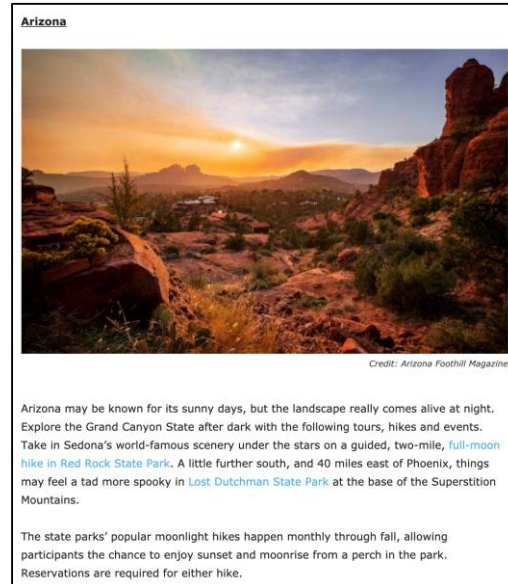 Arizona
Credit: Arizona Foothill Magazine
Arizona may be known for its sunny days, but the landscape really comes alive at night.
Explore the Grand Canyon State after dark with the following tours, hikes and events.
Take in Sedona's world-famous scenery under the stars on a guided, two-mile, full-moon
hike in Red Rock State Park. A little further south, and 40 miles east of Phoenix, things
may feel a tad more spooky in Lost Dutchman State Park at the base of the Superstition
Mountains.
The state parks' popular moonlight hikes happen monthly through fall, allowing
participants the chance to enjoy sunset and moonrise from a perch in the park.
Reservations are required for either hike.